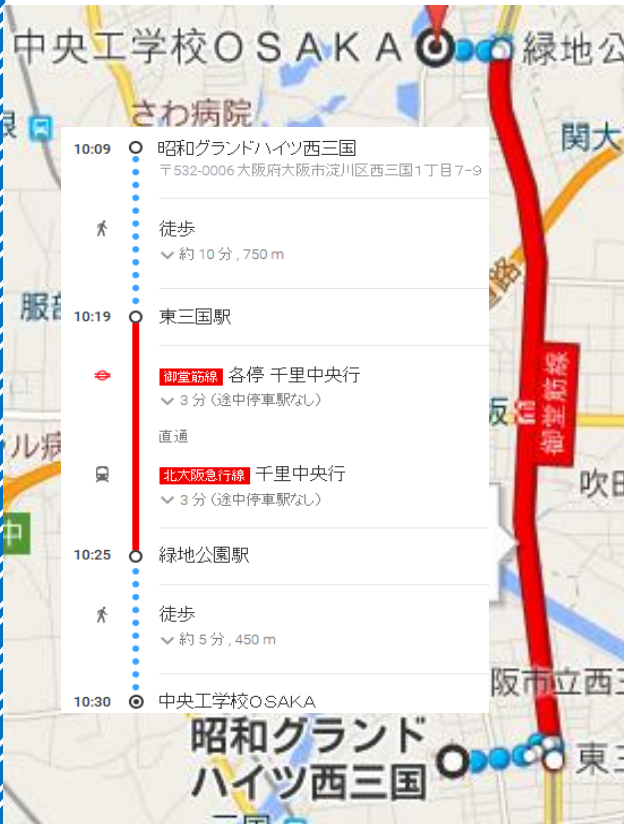 中央工学校OSAKA
緑地公
さわ病院
関大
10:09 昭和グランドハイツ西三国
〒532-0006 大阪府大阪市淀川区西三国1丁目7-9
徒歩
約 10 分 , 750 m
服部
10:19 東三国駅
御堂筋線 各停 千里中央行
3 分 (途中停車駅なし)
御堂筋線
直通
ル病
北大阪急行線 千里中央行
3 分 (途中停車駅なし)
吹田
中
10:25 緑地公園駅
徒歩
約 5 分 , 450 m
阪市立西三
10:30 中央工学校OSAKA
昭和グランド
ハイツ西三国
東三